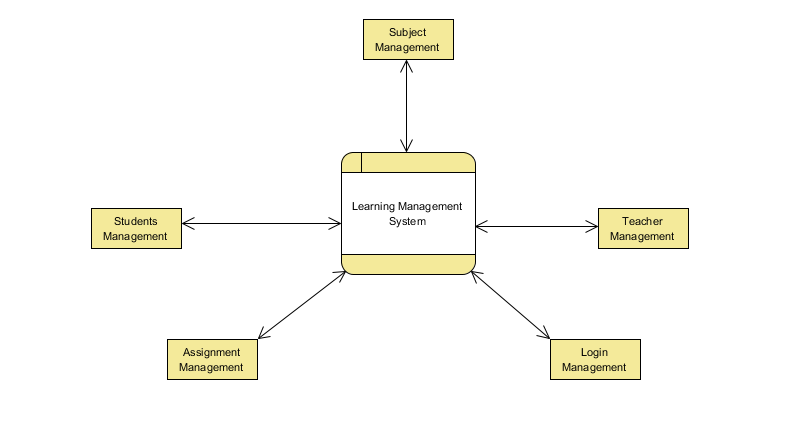 Subject
Management
Learning Management
System
Students
Management
Teacher
Management
Assignment
Management
Login
Management